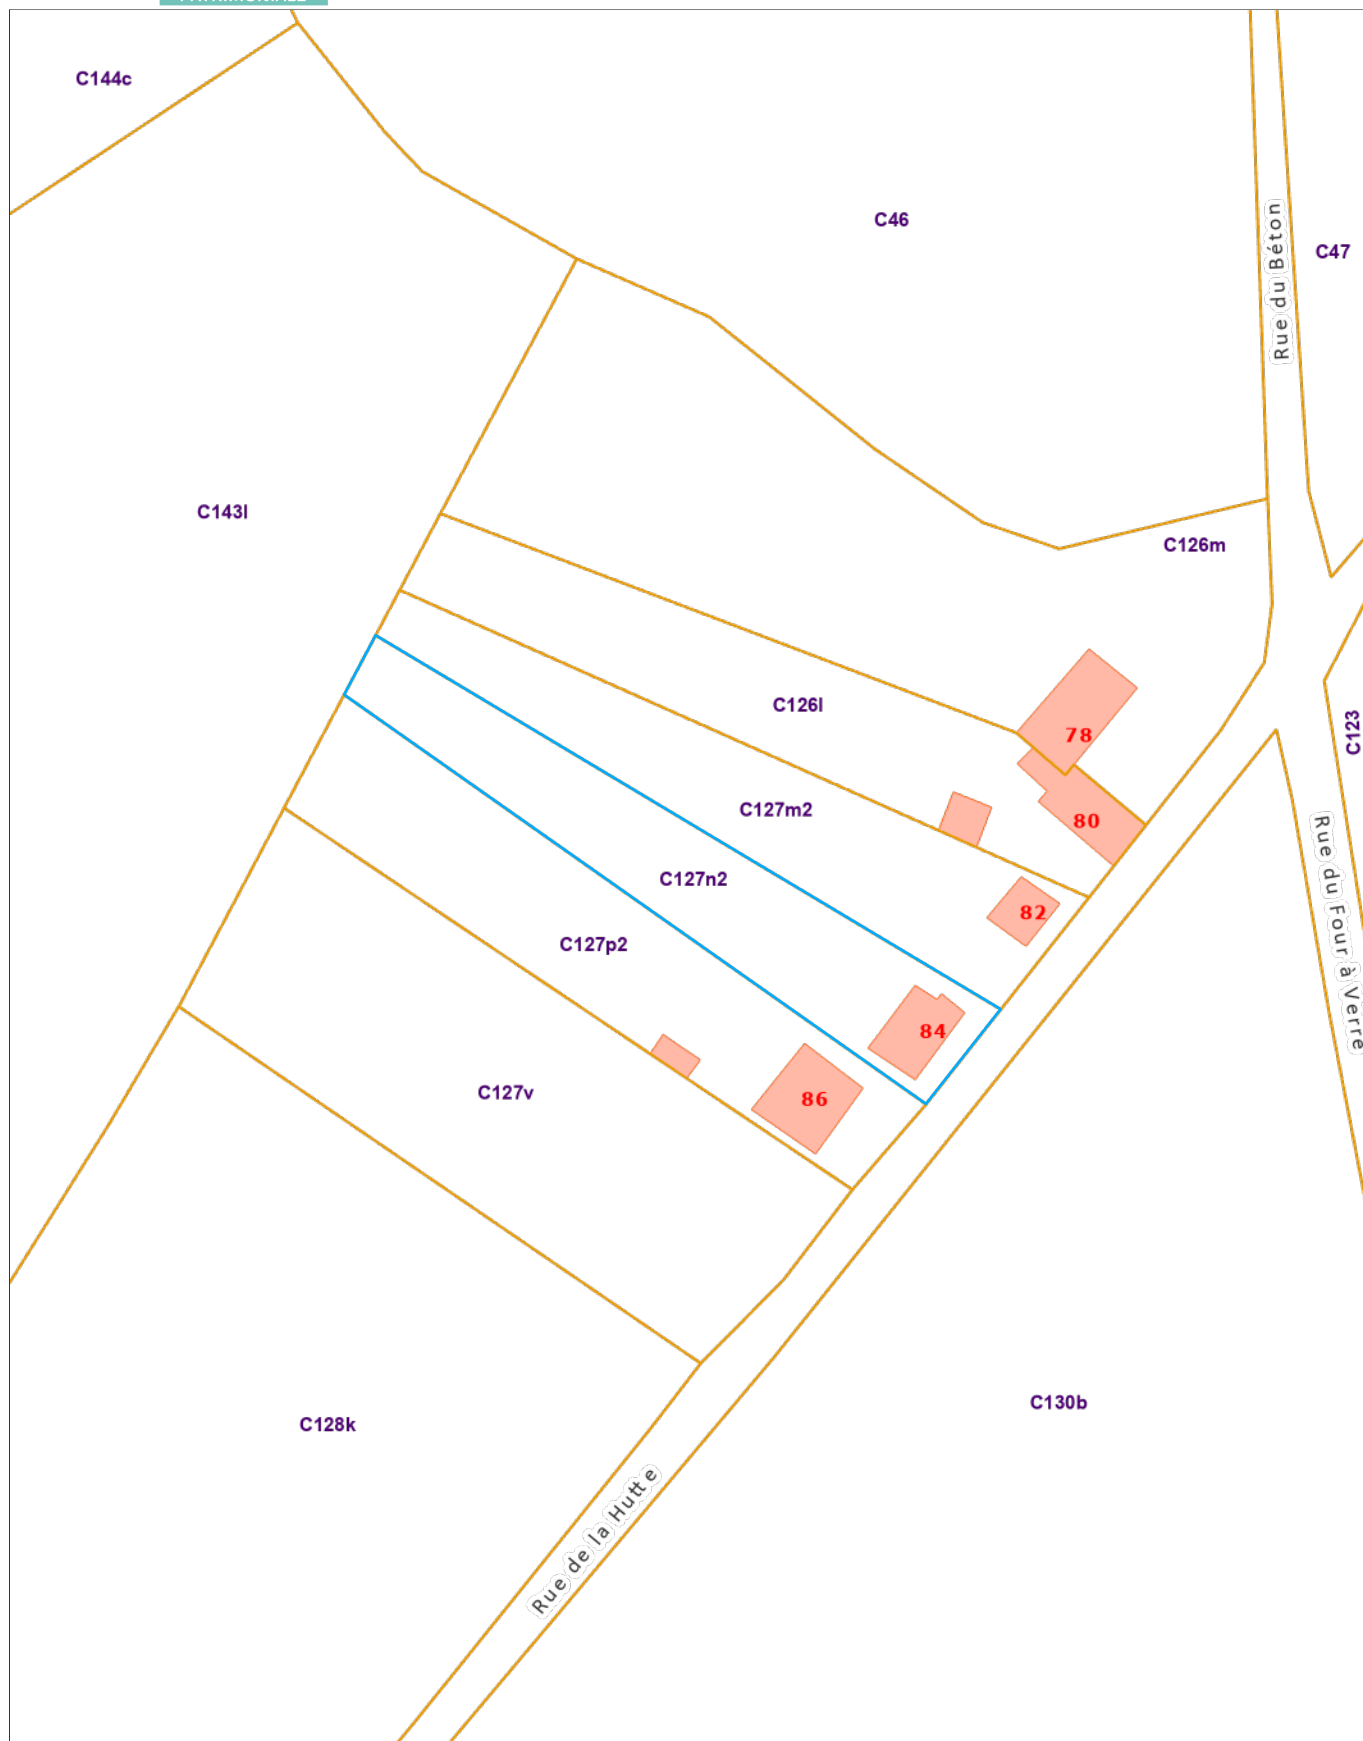 C144c
C46
Rue du Béton
C47
C143l
C126m
C126l
78
C123
C127m2
80
C127n2
82
Rue du Four à Verre
C127p2
84
C127v
86
C130b
C128k
Rue de la Hutte